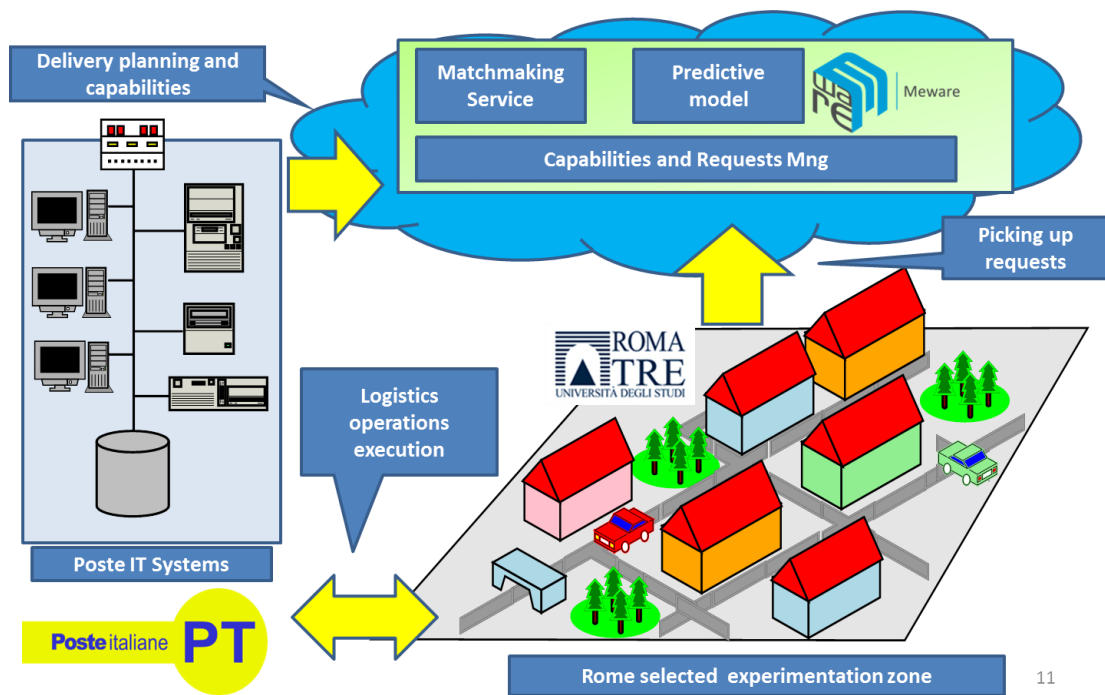 Delivery planning and
capabilities
Matchmaking
Service
Predictive
model
Meware
Capabilities and Requests Mng
Picking up
requests
ROMA
TRE
UNIVERSITÀ DEGLI STUDI
Logistics
operations
execution
Poste IT Systems
Posteitaliane
PT
Rome selected experimentation zone
11